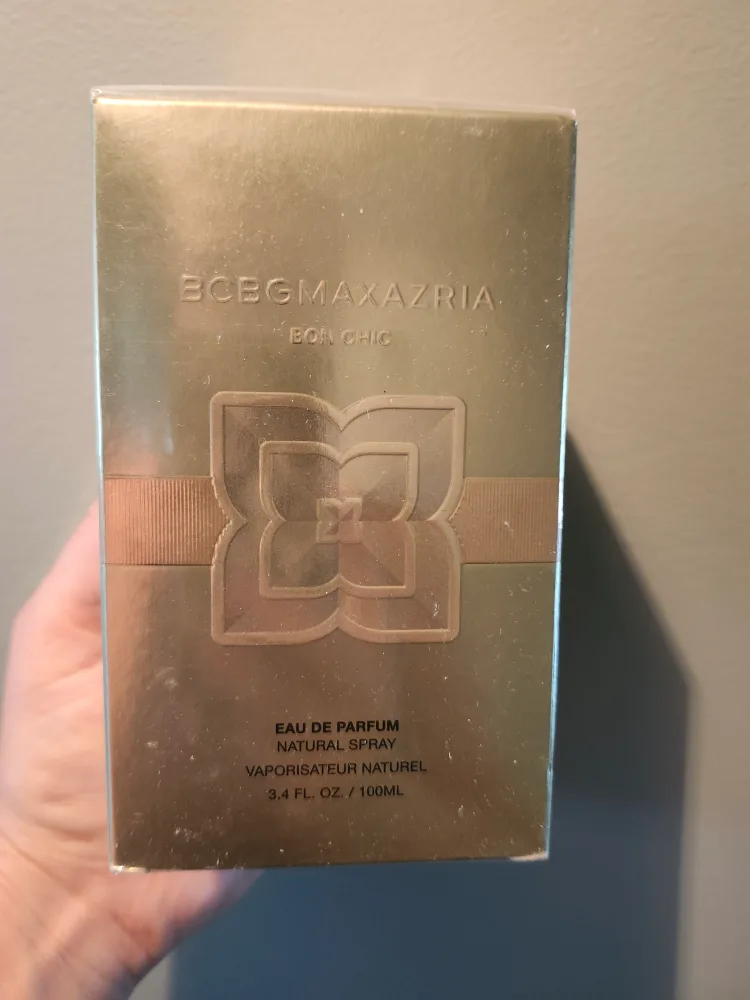 BCBGMAXAZRIA
BON CHIC
EAU DE PARFUM
NATURAL SPRAY
VAPORISATEUR NATUREL
3.4 FL. OZ. / 100ML